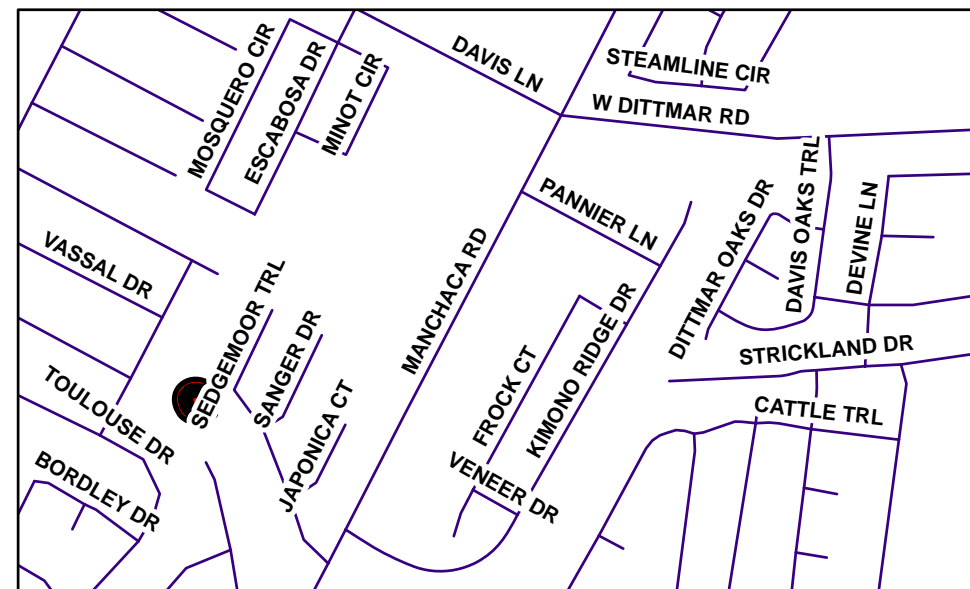 MOSQUERO CIR
ESCABOSA DR
MINOT CIR
DAVIS LN
STEAMLINE CIR
W DITTMAR RD
PANNIER LN
DITTMAR OAKS DR
DAVIS OAKS TRL
DEVINE LN
VASSAL DR
SEDGEMOOR TRL
SANGER DR
MANCHACA RD
KIMONO RIDGE DR
FROCK CT
STRICKLAND DR
CATTLE TRL
TOULOUSE DR
JAPONICA CT
BORDLEY DR
VENEER DR